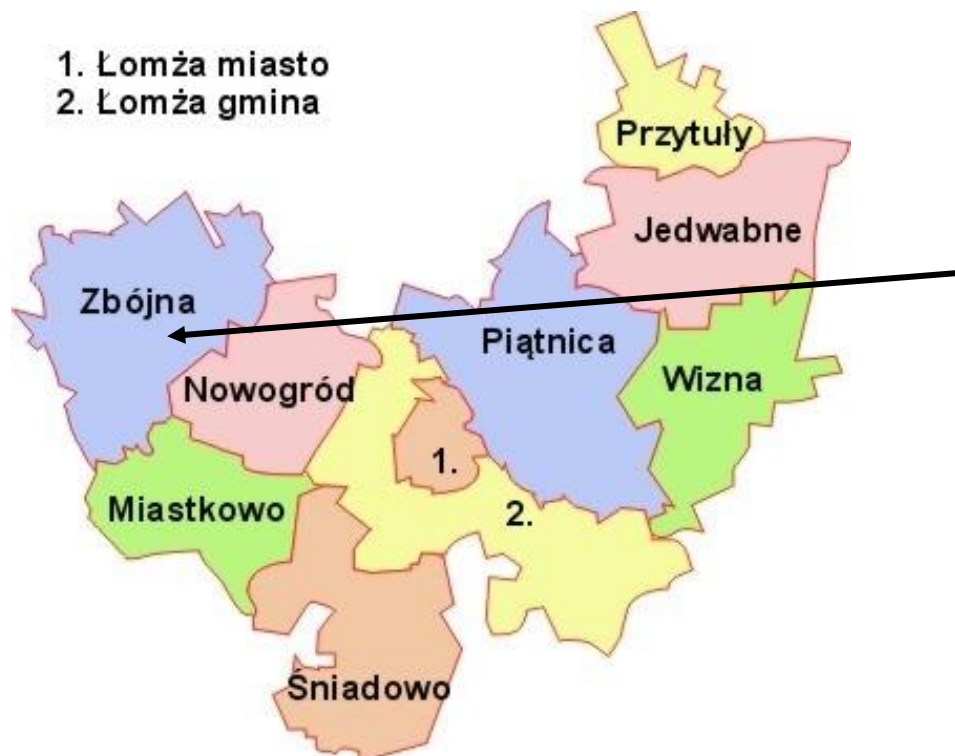 1. Łomża miasto
2. Łomża gmina
Przytuły
Jedwabne
Zbójna
Piątnica
Wizna
Nowogród
1.
Miastkowo
2.
Śniadowo